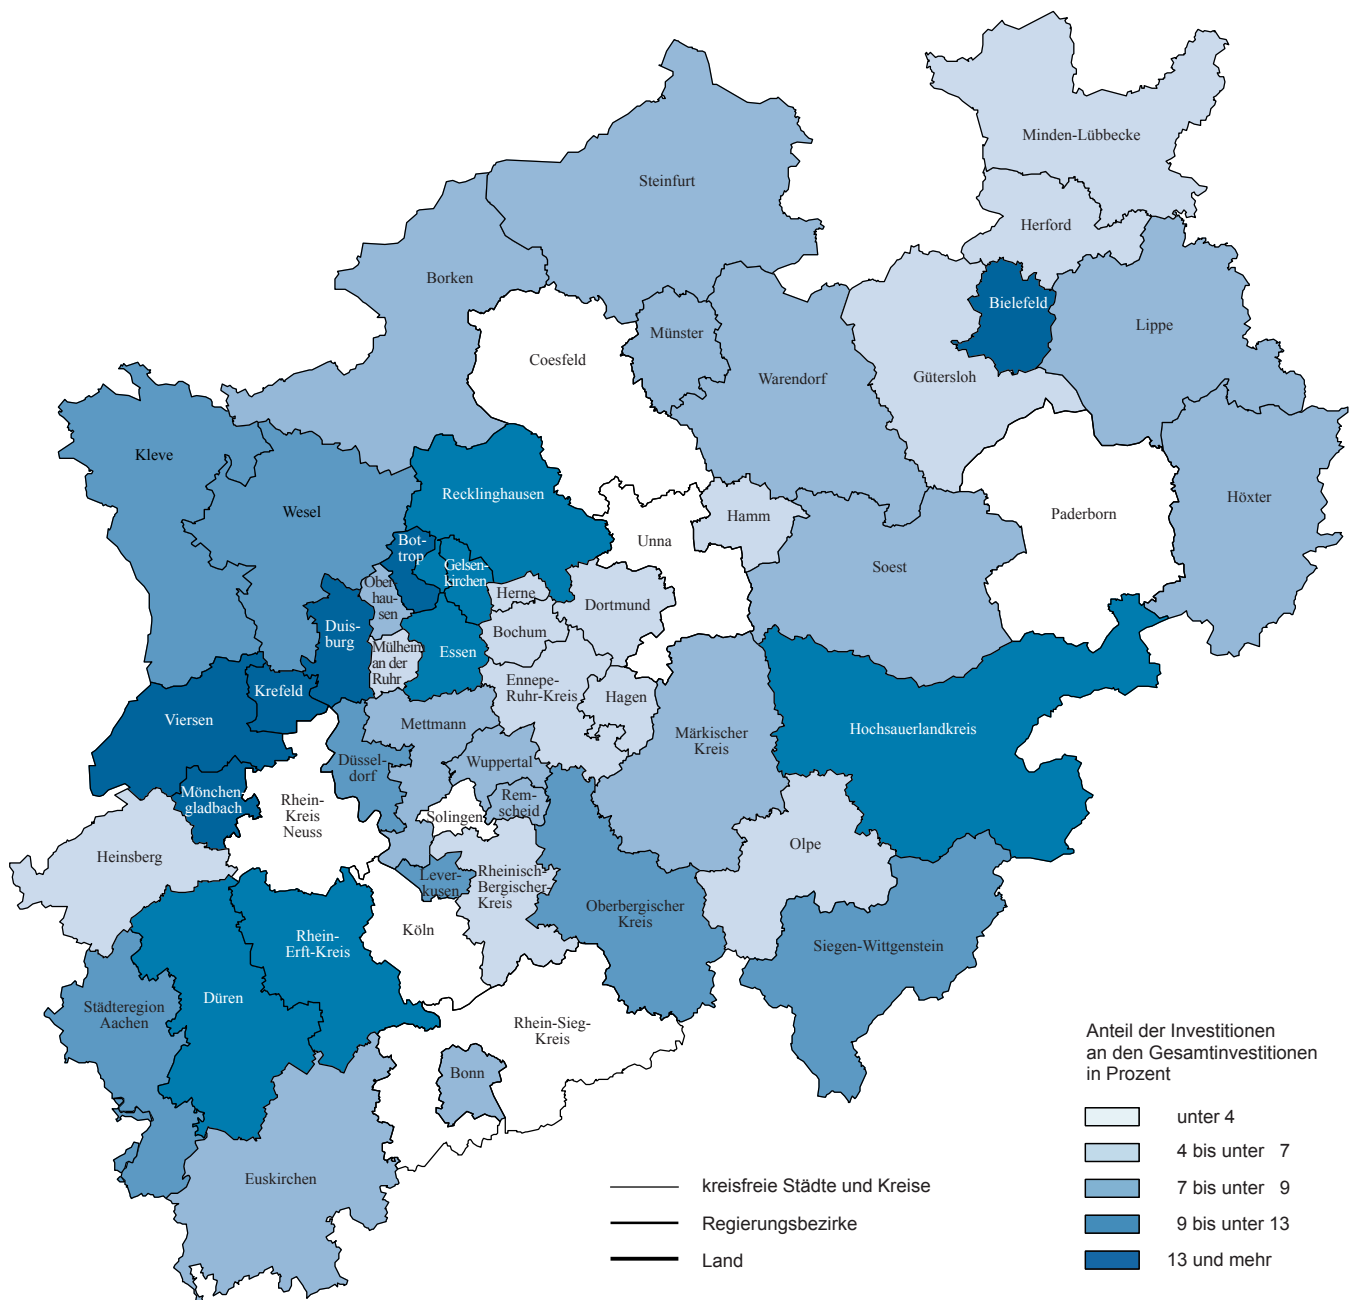 Minden-Lübbecke
Steinfurt
Herford
Borken
Bielefeld
Lippe
Münster
Coesfeld
Warendorf
Gütersloh
Kleve
Recklinghausen
Höxter
Wesel
Hamm
Paderborn
Unna
Bot-
trop
Gelsen-
kirchen
Soest
Ober-
hau-
sen
Herne
Dortmund
Duis-
burg
Bochum
Essen
Mülheim
an der
Ruhr
Ennepe-
Ruhr-Kreis
Krefeld
Hagen
Viersen
Mettmann
Märkischer
Kreis
Hochsauerlandkreis
Düssel-
dorf
Wuppertal
Mönchen-
gladbach
Rhein-
Kreis
Neuss
Rem-
scheid
Solingen
Olpe
Heinsberg
Rheinisch-
Bergischer-
Kreis
Lever-
kusen
Oberbergischer
Kreis
Köln
Rhein-
Erft-Kreis
Siegen-Wittgenstein
Städteregion
Aachen
Düren
Rhein-Sieg-
Kreis
Bonn
Euskirchen
Anteil der Investitionen
an den Gesamtinvestitionen
in Prozent
unter 4
4 bis unter 7
7 bis unter 9
9 bis unter 13
13 und mehr
kreisfreie Städte und Kreise
Regierungsbezirke
Land